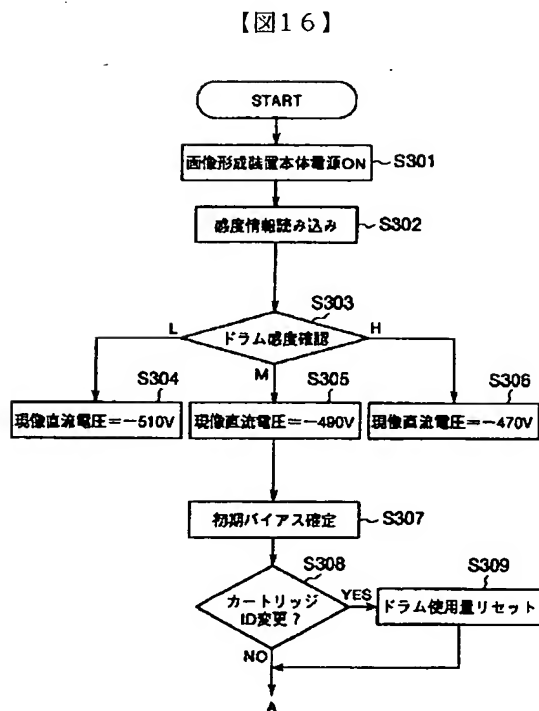 【図16】
START
画像形成装置本体電源ON
S301
感度情報読み込み
S302
S303
L
ドラム感度確認
H
M
S304
S305
S306
現像直流電圧=−510V
現像直流電圧=−490V
現像直流電圧=−470V
初期バイアス確定
S307
S308
カートリッジ
ID変更?
YES
S309
ドラム使用量リセット
NO
A